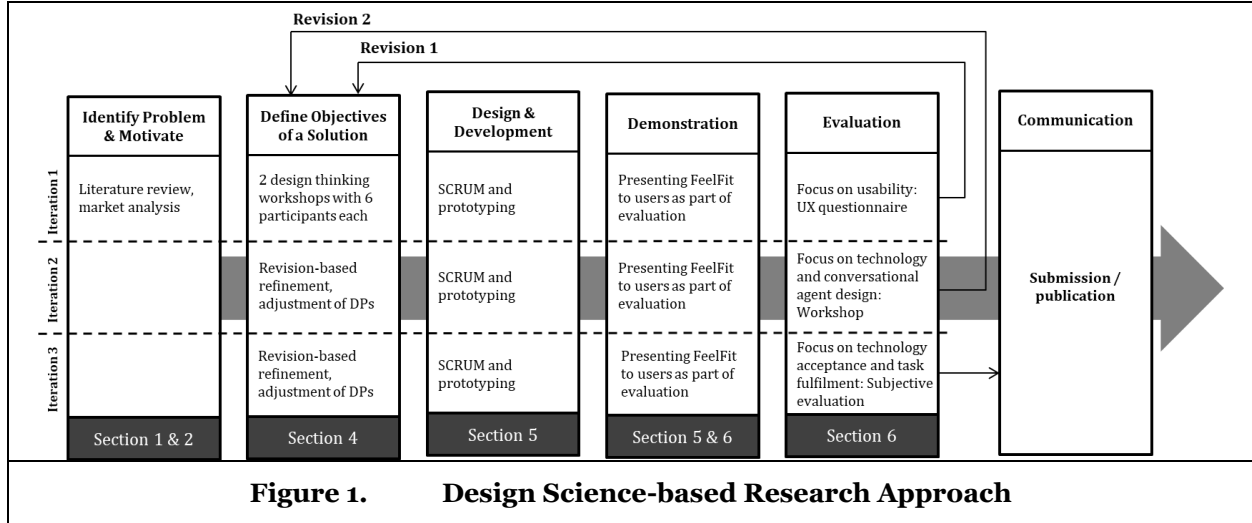 Revision 2
Revision 1
Identify Problem
& Motivate
Define Objectives
of a Solution
Design &
Development
Demonstration
Evaluation
Communication
Iteration 1
Literature review,
market analysis
2 design thinking
workshops with 6
participants each
SCRUM and
prototyping
Presenting FeelFit
to users as part of
evaluation
Focus on usability:
UX questionnaire
Iteration 2
Revision-based
refinement,
adjustment of DPs
SCRUM and
prototyping
Presenting FeelFit
to users as part of
evaluation
Focus on technology
and conversational
agent design:
Workshop
Submission /
publication
Iteration 3
Revision-based
refinement,
adjustment of DPs
SCRUM and
prototyping
Presenting FeelFit
to users as part of
evaluation
Focus on technology
acceptance and task
fulfilment: Subjective
evaluation
Section 1 & 2
Section 4
Section 5
Section 5 & 6
Section 6
Figure 1. Design Science-based Research Approach